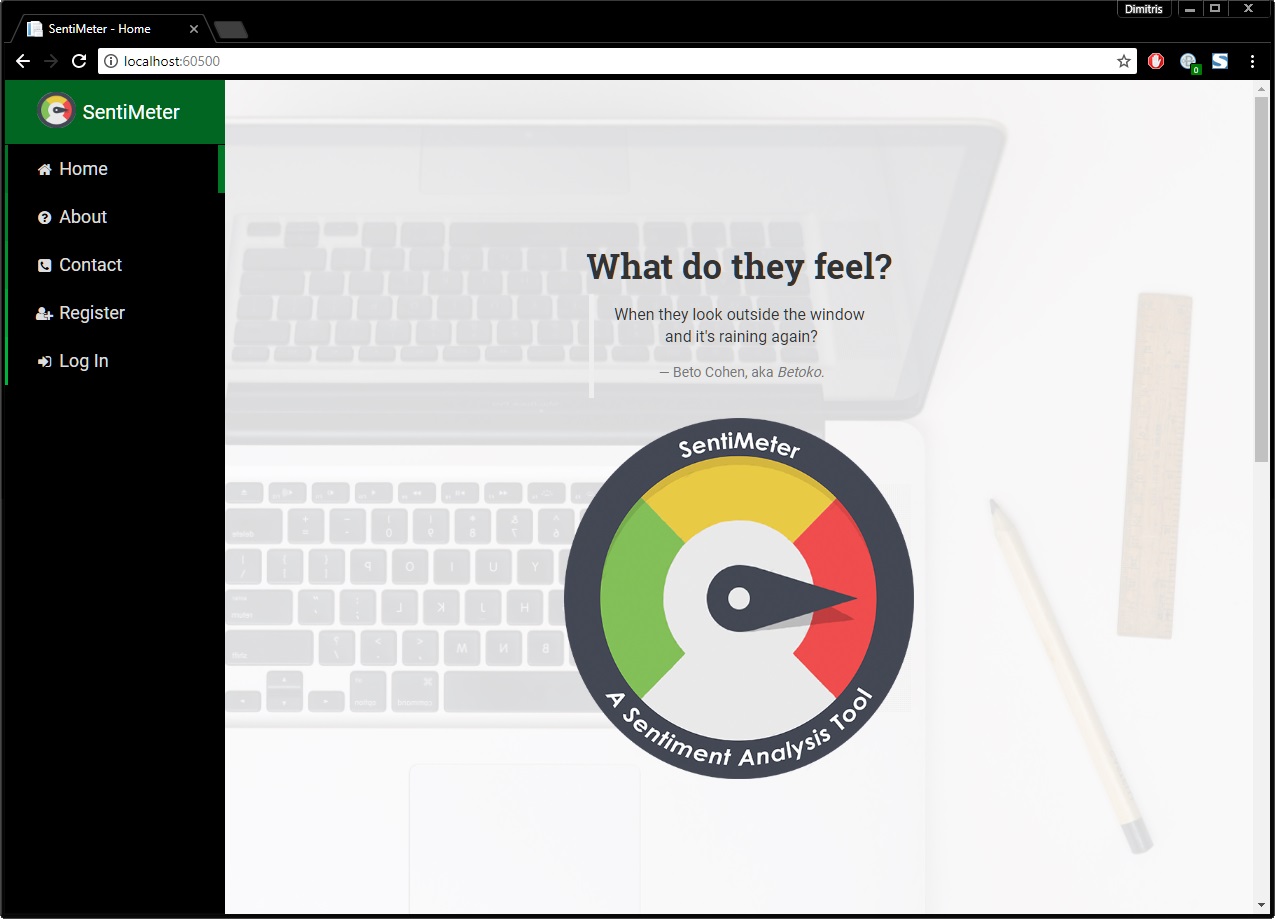 Dimitris
SentiMeter - Home
localhost:60500
0
SentiMeter
Home
About
Contact
Register
Log In
What do they feel?
When they look outside the window
and it's raining again?
— Beto Cohen, aka Betoko.
SentiMeter
A Sentiment Analysis Tool